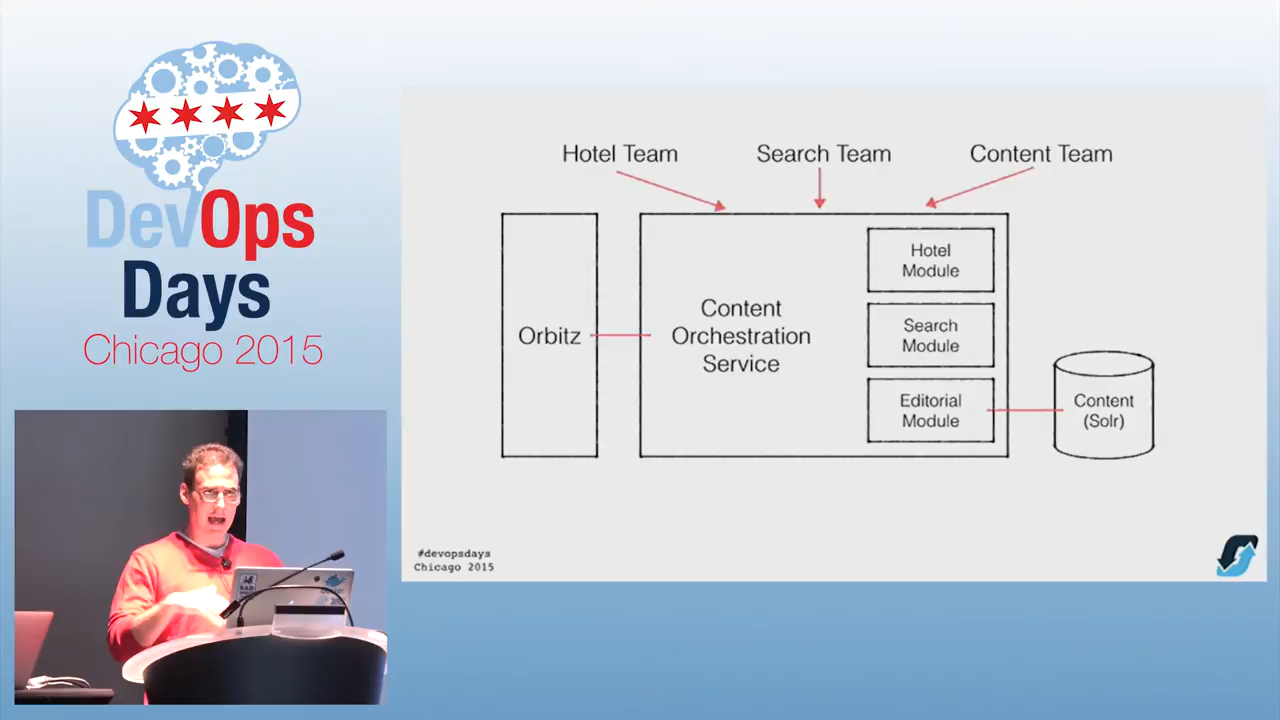 DevOps
Days
Chicago 2015
Hotel Team
Search Team
Content Team
Orbitz
Content
Orchestration
Service
Hotel
Module
Search
Module
Editorial
Module
Content
(Solr)
#devopsdays
Chicago 2015